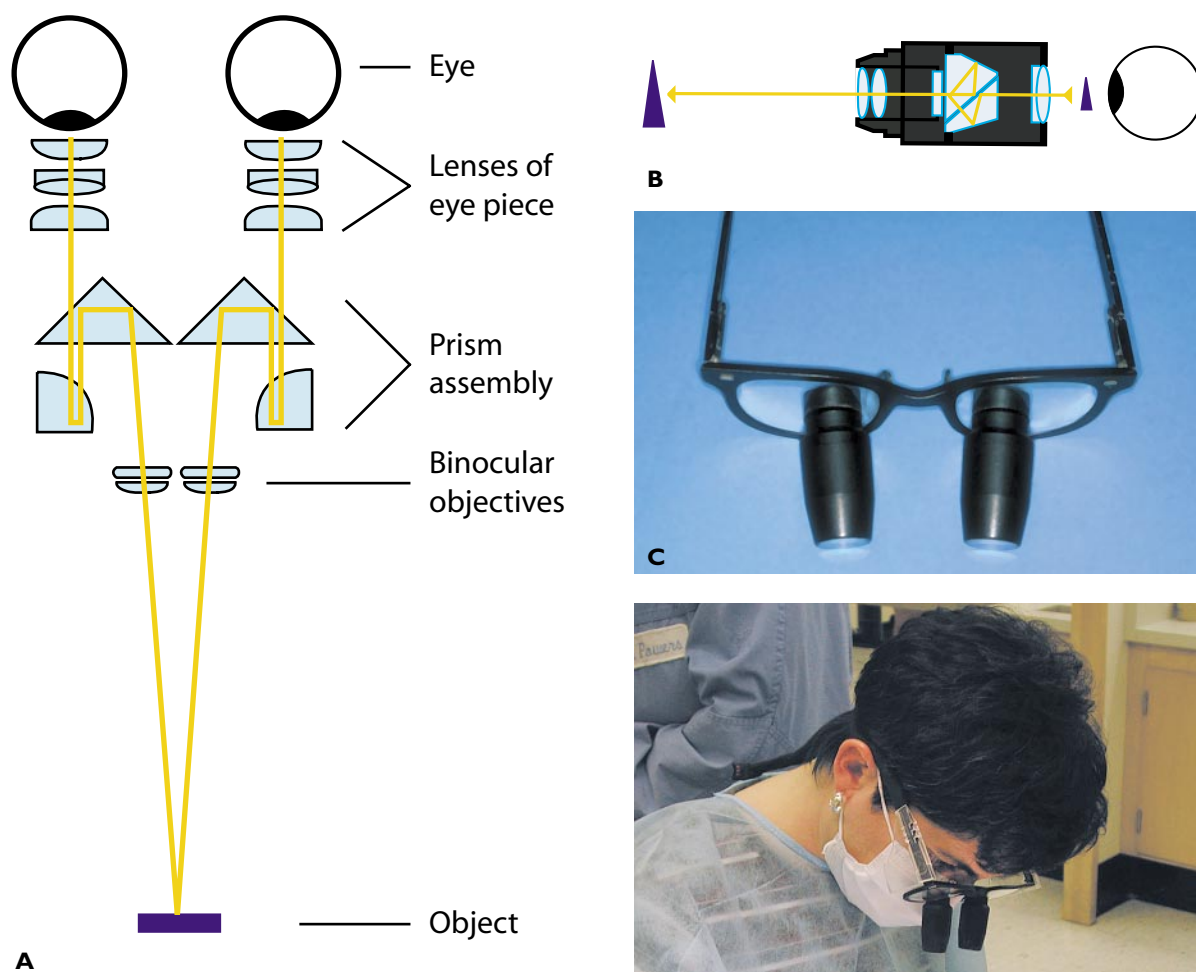 Eye
Lenses of
eye piece
Prism
assembly
Binocular
objectives
Object
A
B
C
Powers